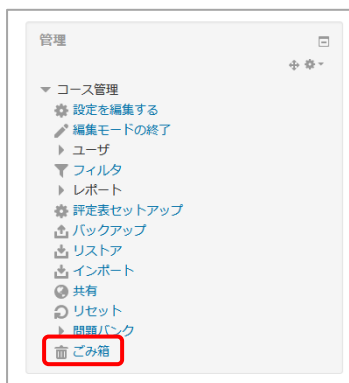 管理
コース管理
設定を編集する
編集モードの終了
ユーザ
フィルタ
レポート
評定表セットアップ
バックアップ
リストア
インポート
共有
リセット
問題バンク
ごみ箱